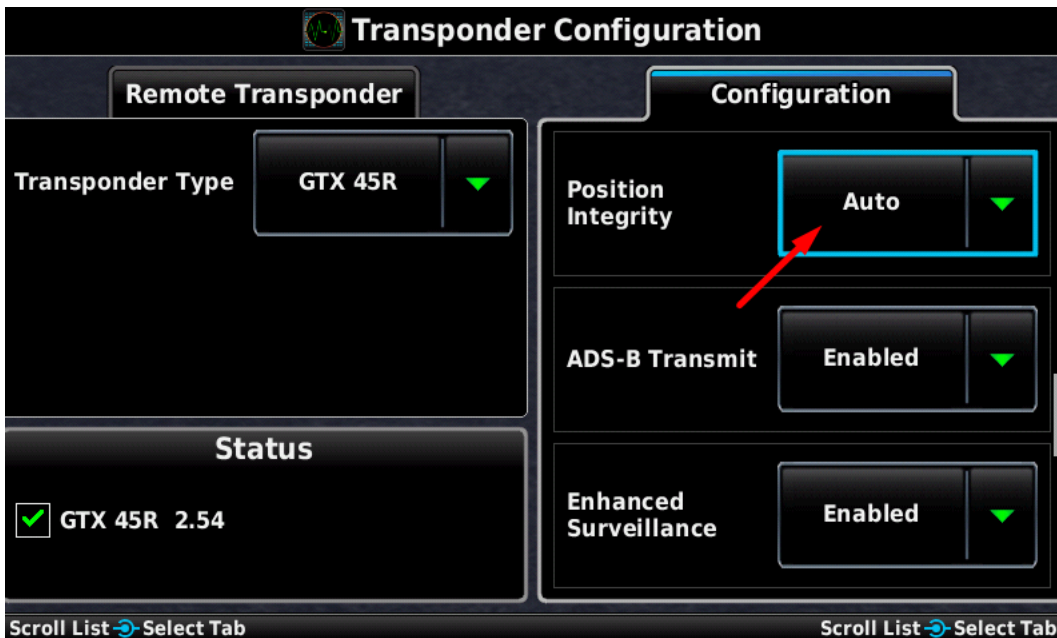 Transponder Configuration
Remote Transponder
Transponder Type
GTX 45R
Status
GTX 45R 2.54
Configuration
Position
Integrity
Auto
ADS-B Transmit
Enabled
Enhanced
Surveillance
Enabled
Scroll List Select Tab
Scroll List Select Tab